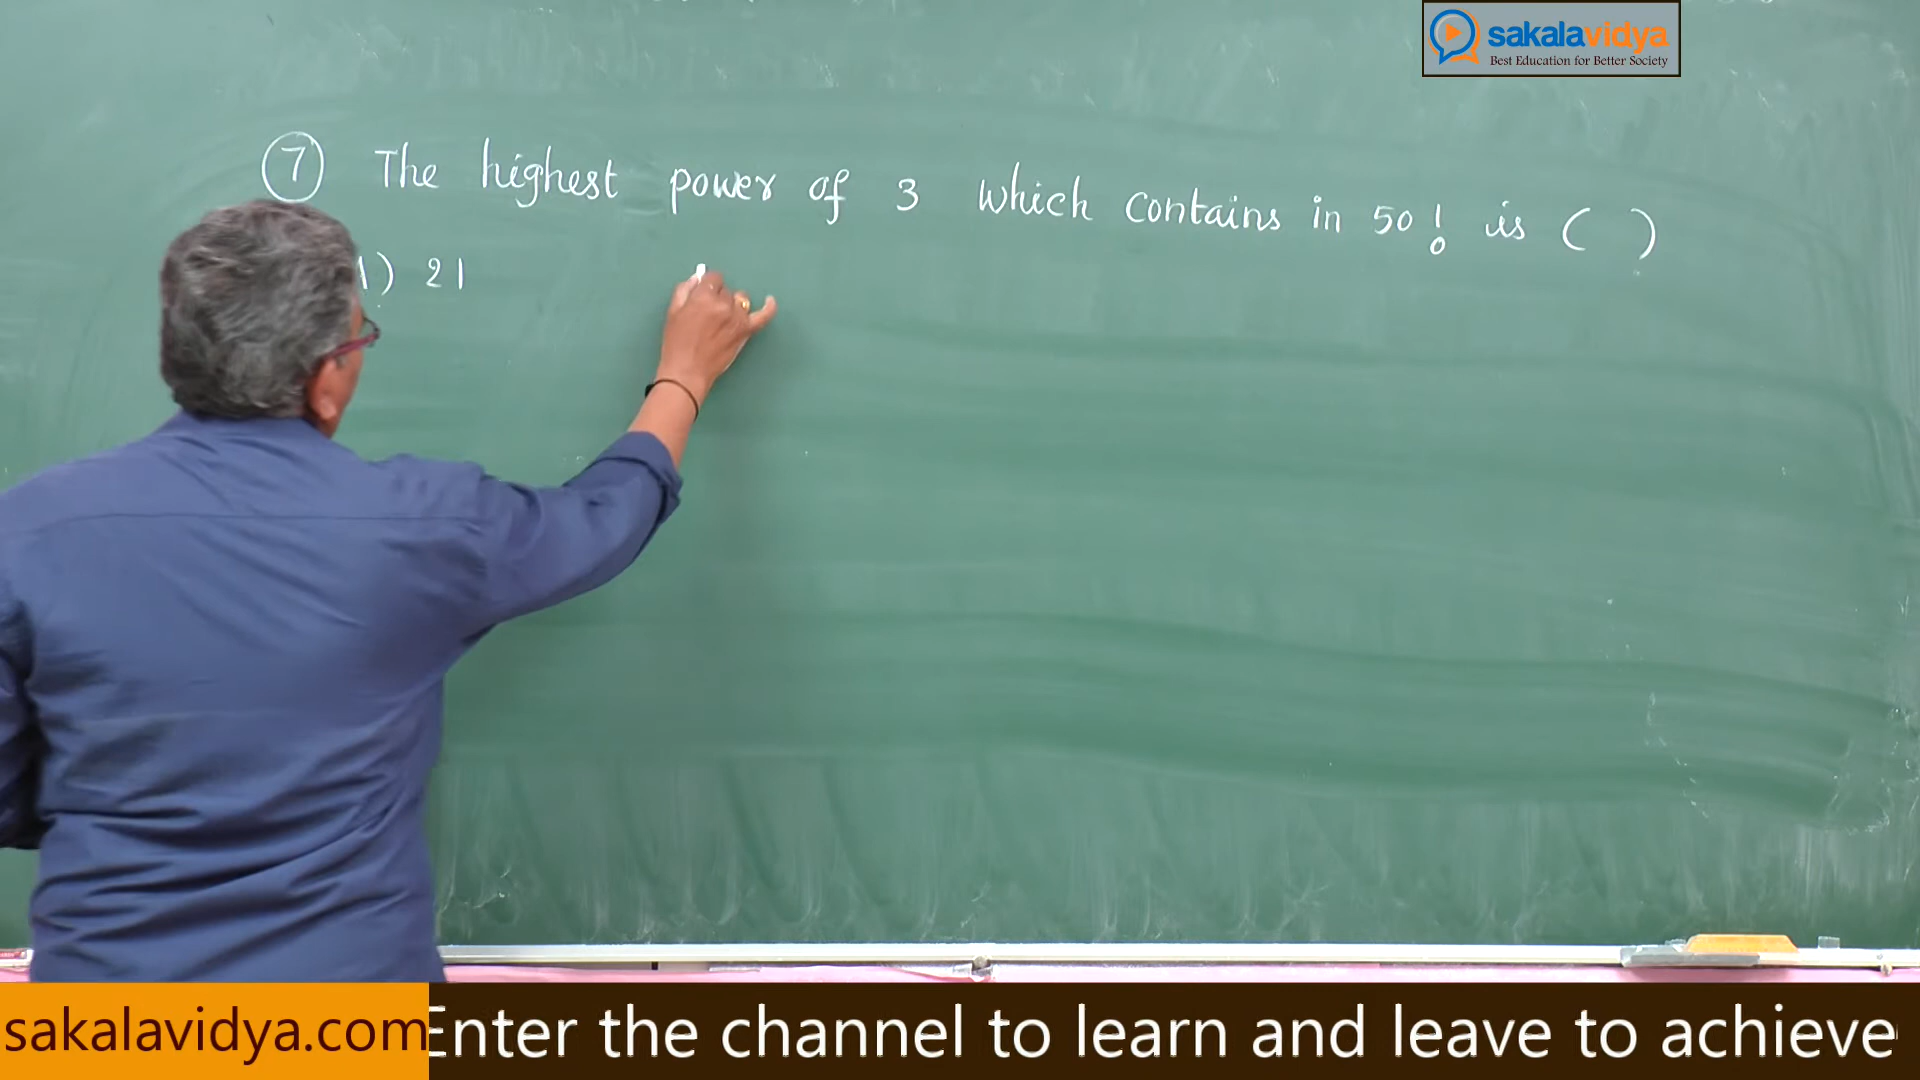 sakalavidya
Best Education for Better Society
7 The highest power of 3 which contains in 50! is ( )
1) 21
sakalavidya.com
Enter the channel to learn and leave to achieve